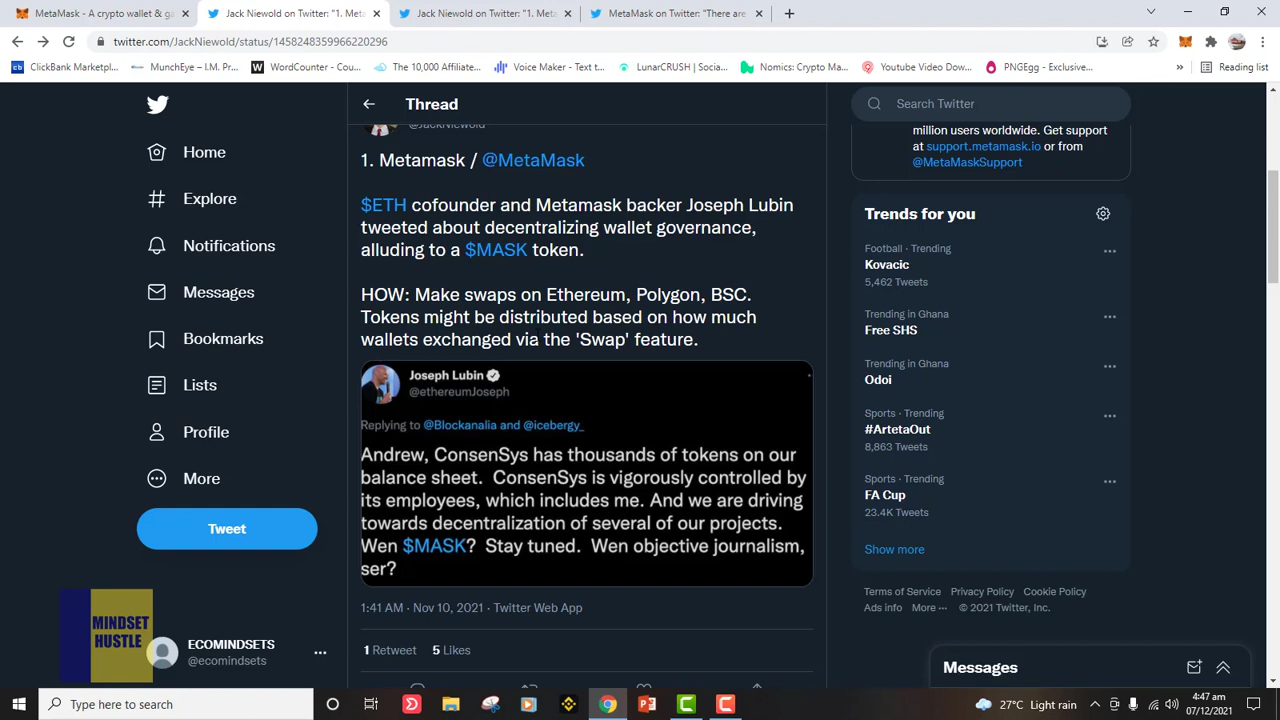 MetaMask - A crypto wallet & ga
Jack Niewold on Twitter: "1. Meta
Jack Niewold on Twitter: "1. Meta
MetaMask on Twitter: "There are
twitter.com/JackNiewold/status/1458248359966220296
ClickBank Marketpl...
MunchEye – I.M. Pr...
WordCounter - Cou...
The 10,000 Affiliate...
Voice Maker - Text t...
LunarCRUSH | Socia...
Nomics: Crypto Ma...
Youtube Video Dow...
PNGEgg - Exclusive...
Reading list
Thread
@JackNiewold
Home
Explore
Notifications
Messages
Bookmarks
Lists
Profile
More
Tweet
MINDSET
HUSTLE
ECOMINDSETS
@ecomindsets
1. Metamask / @MetaMask
$ETH cofounder and Metamask backer Joseph Lubin
tweeted about decentralizing wallet governance,
alluding to a $MASK token.
HOW: Make swaps on Ethereum, Polygon, BSC.
Tokens might be distributed based on how much
wallets exchanged via the 'Swap' feature.
Joseph Lubin
@ethereumJoseph
Replying to @Blockanalia and @icebergy_
Andrew, ConsenSys has thousands of tokens on our
balance sheet. ConsenSys is vigorously controlled by
its employees, which includes me. And we are driving
towards decentralization of several of our projects.
Wen $MASK? Stay tuned. Wen objective journalism,
ser?
1:41 AM · Nov 10, 2021 · Twitter Web App
1 Retweet 5 Likes
Search Twitter
million users worldwide. Get support
at support.metamask.io or from
@MetaMaskSupport
Trends for you
Football · Trending
Kovacic
5,462 Tweets
Trending in Ghana
Free SHS
Trending in Ghana
Odoi
Sports · Trending
#ArtetaOut
8,863 Tweets
Sports · Trending
FA Cup
23.4K Tweets
Show more
Terms of Service Privacy Policy Cookie Policy
Ads info More ··· © 2021 Twitter, Inc.
Messages
Type here to search
27°C Light rain
4:47 am
07/12/2021